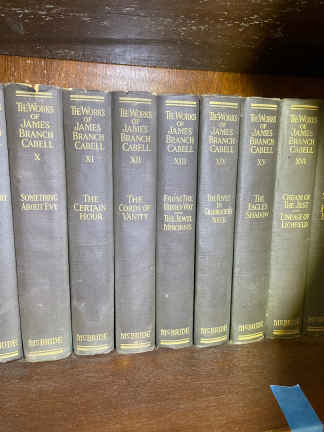 THE WORKS
OF
JAMES
BRANCH
CABELL
X
SOMETHING
ABOUT EVE
MCBRIDE
THE WORKS
OF
JAMES
BRANCH
CABELL
XI
THE
CERTAIN
HOUR
MCBRIDE
THE WORKS
OF
JAMES
BRANCH
CABELL
XII
THE
CORDS OF
VANITY
MCBRIDE
THE WORKS
OF
JAMES
BRANCH
CABELL
XIII
FROM THE
HIDDEN WAY
THE JEWEL
MERCHANTS
MCBRIDE
THE WORKS
OF
JAMES
BRANCH
CABELL
XIV
THE RIVET
IN
GRANDFATHER'S
NECK
MCBRIDE
THE WORKS
OF
JAMES
BRANCH
CABELL
XV
THE
EAGLE'S
SHADOW
MCBRIDE
THE WORKS
OF
JAMES
BRANCH
CABELL
XVI
CREAM OF
THE JEST
LINEAGE OF
LICHFIELD
MCBRIDE